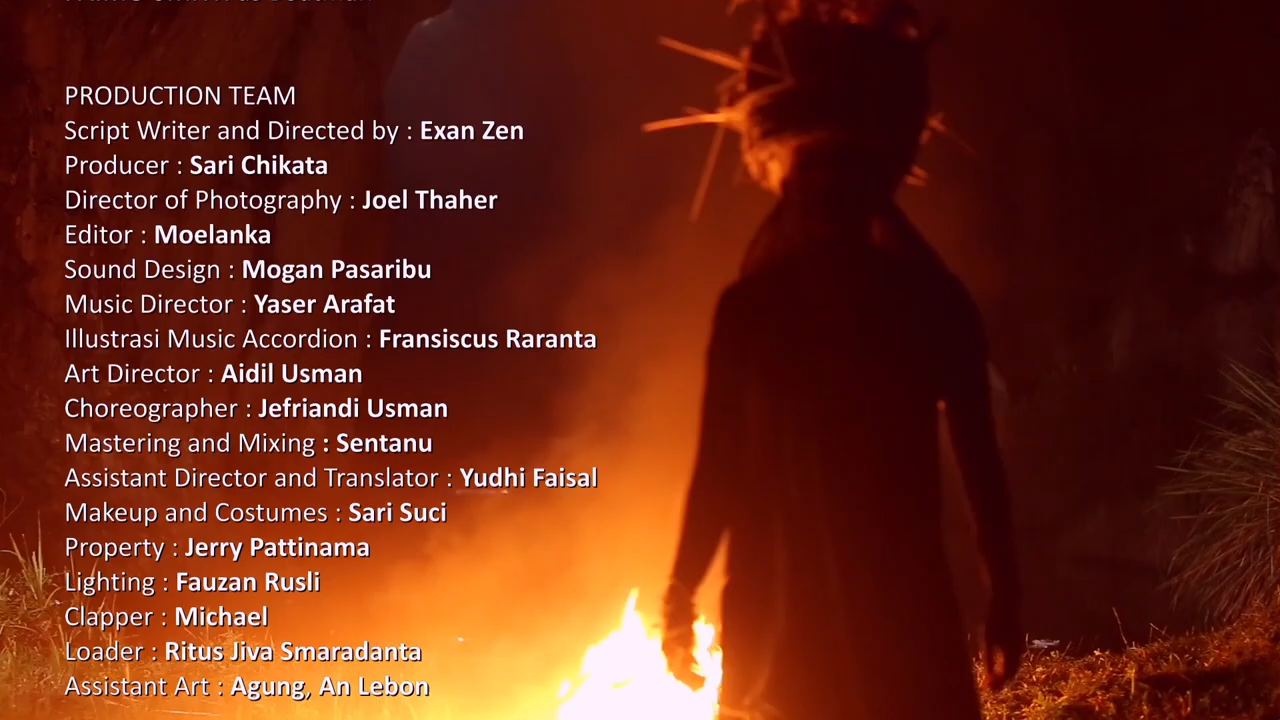 PRODUCTION TEAM
Script Writer and Directed by : Exan Zen
Producer : Sari Chikata
Director of Photography : Joel Thaher
Editor : Moelanka
Sound Design : Mogan Pasaribu
Music Director : Yaser Arafat
Illustrasi Music Accordion : Fransiscus Raranta
Art Director : Aidil Usman
Choreographer : Jefriandi Usman
Mastering and Mixing : Sentanu
Assistant Director and Translator : Yudhi Faisal
Makeup and Costumes : Sari Suci
Property : Jerry Pattinama
Lighting : Fauzan Rusli
Clapper : Michael
Loader : Ritus Jiva Smaradanta
Assistant Art : Agung, An Lebon